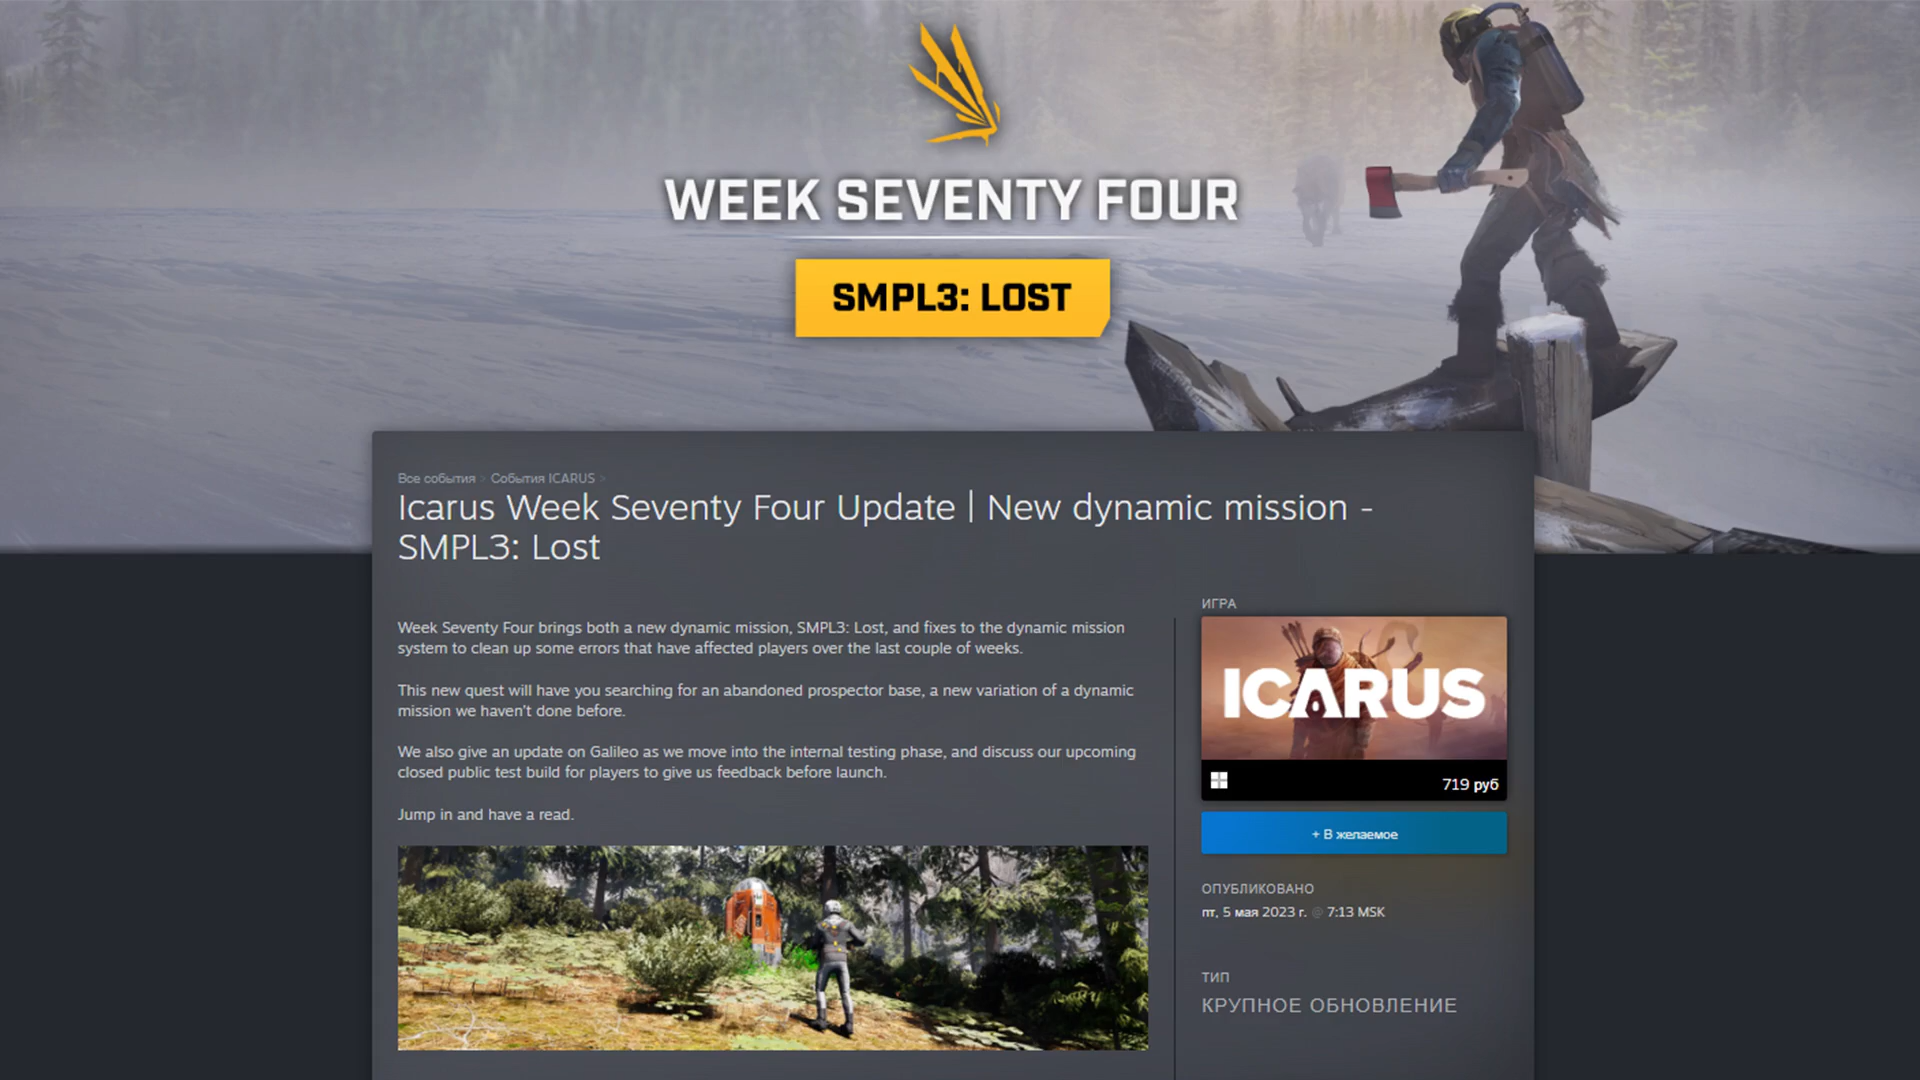 WEEK SEVENTY FOUR
SMPL3: LOST
Все события > События ICARUS >
Icarus Week Seventy Four Update | New dynamic mission -
SMPL3: Lost
Week Seventy Four brings both a new dynamic mission, SMPL3: Lost, and fixes to the dynamic mission
system to clean up some errors that have affected players over the last couple of weeks.
This new quest will have you searching for an abandoned prospector base, a new variation of a dynamic
mission we haven't done before.
We also give an update on Galileo as we move into the internal testing phase, and discuss our upcoming
closed public test build for players to give us feedback before launch.
Jump in and have a read.
ИГРА
ICARUS
719 руб
+ В желаемое
ОПУБЛИКОВАНО
пт, 5 мая 2023 г. @ 7:13 MSK
ТИП
КРУПНОЕ ОБНОВЛЕНИЕ